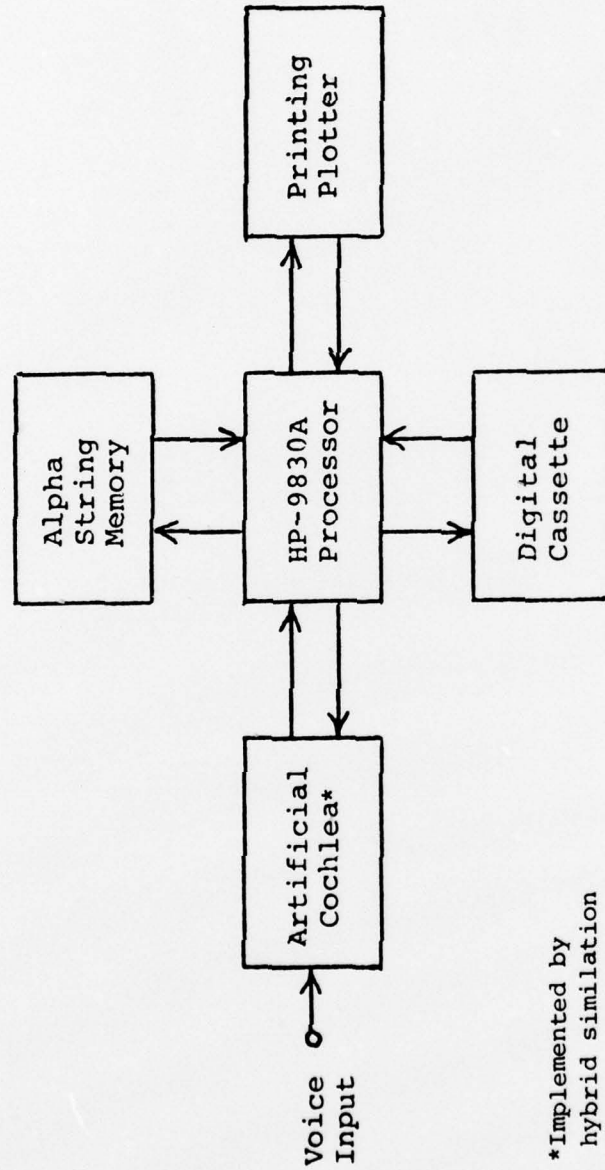 Voice
Input
Artificial
Cochlea*
Alpha
String
Memory
HP-9830A
Processor
Digital
Cassette
Printing
Plotter
*Implemented by
hybrid similation